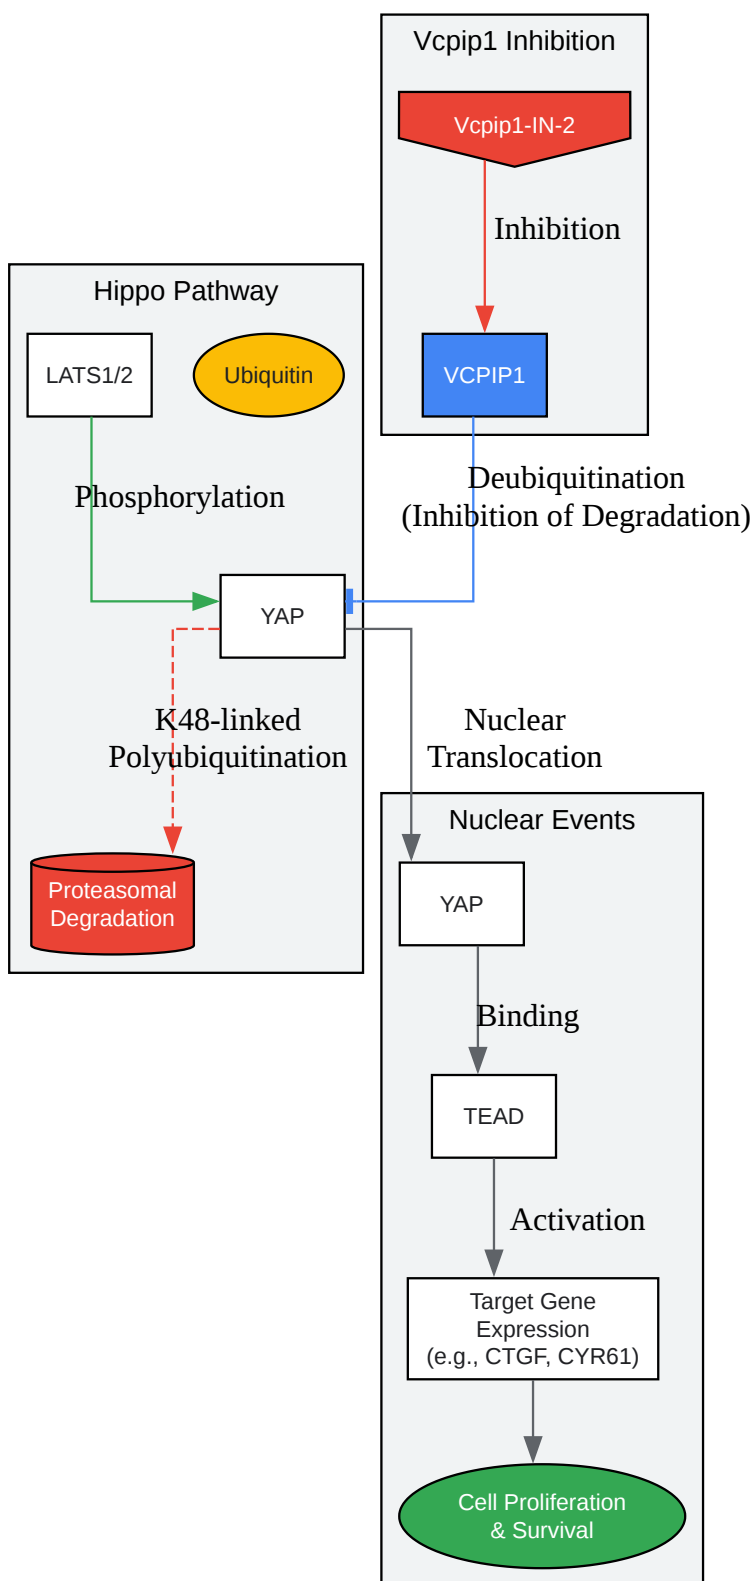 Vcpip1 Inhibition
Vcpip1-IN-2
Inhibition
Hippo Pathway
LATS1/2
Ubiquitin
VCPIP1
Phosphorylation
Deubiquitination
(Inhibition of Degradation)
YAP
K48-linked
Polyubiquitination
Nuclear
Translocation
Nuclear Events
Proteasomal
Degradation
YAP
Binding
TEAD
Activation
Target Gene
Expression
(e.g., CTGF, CYR61)
Cell Proliferation
& Survival